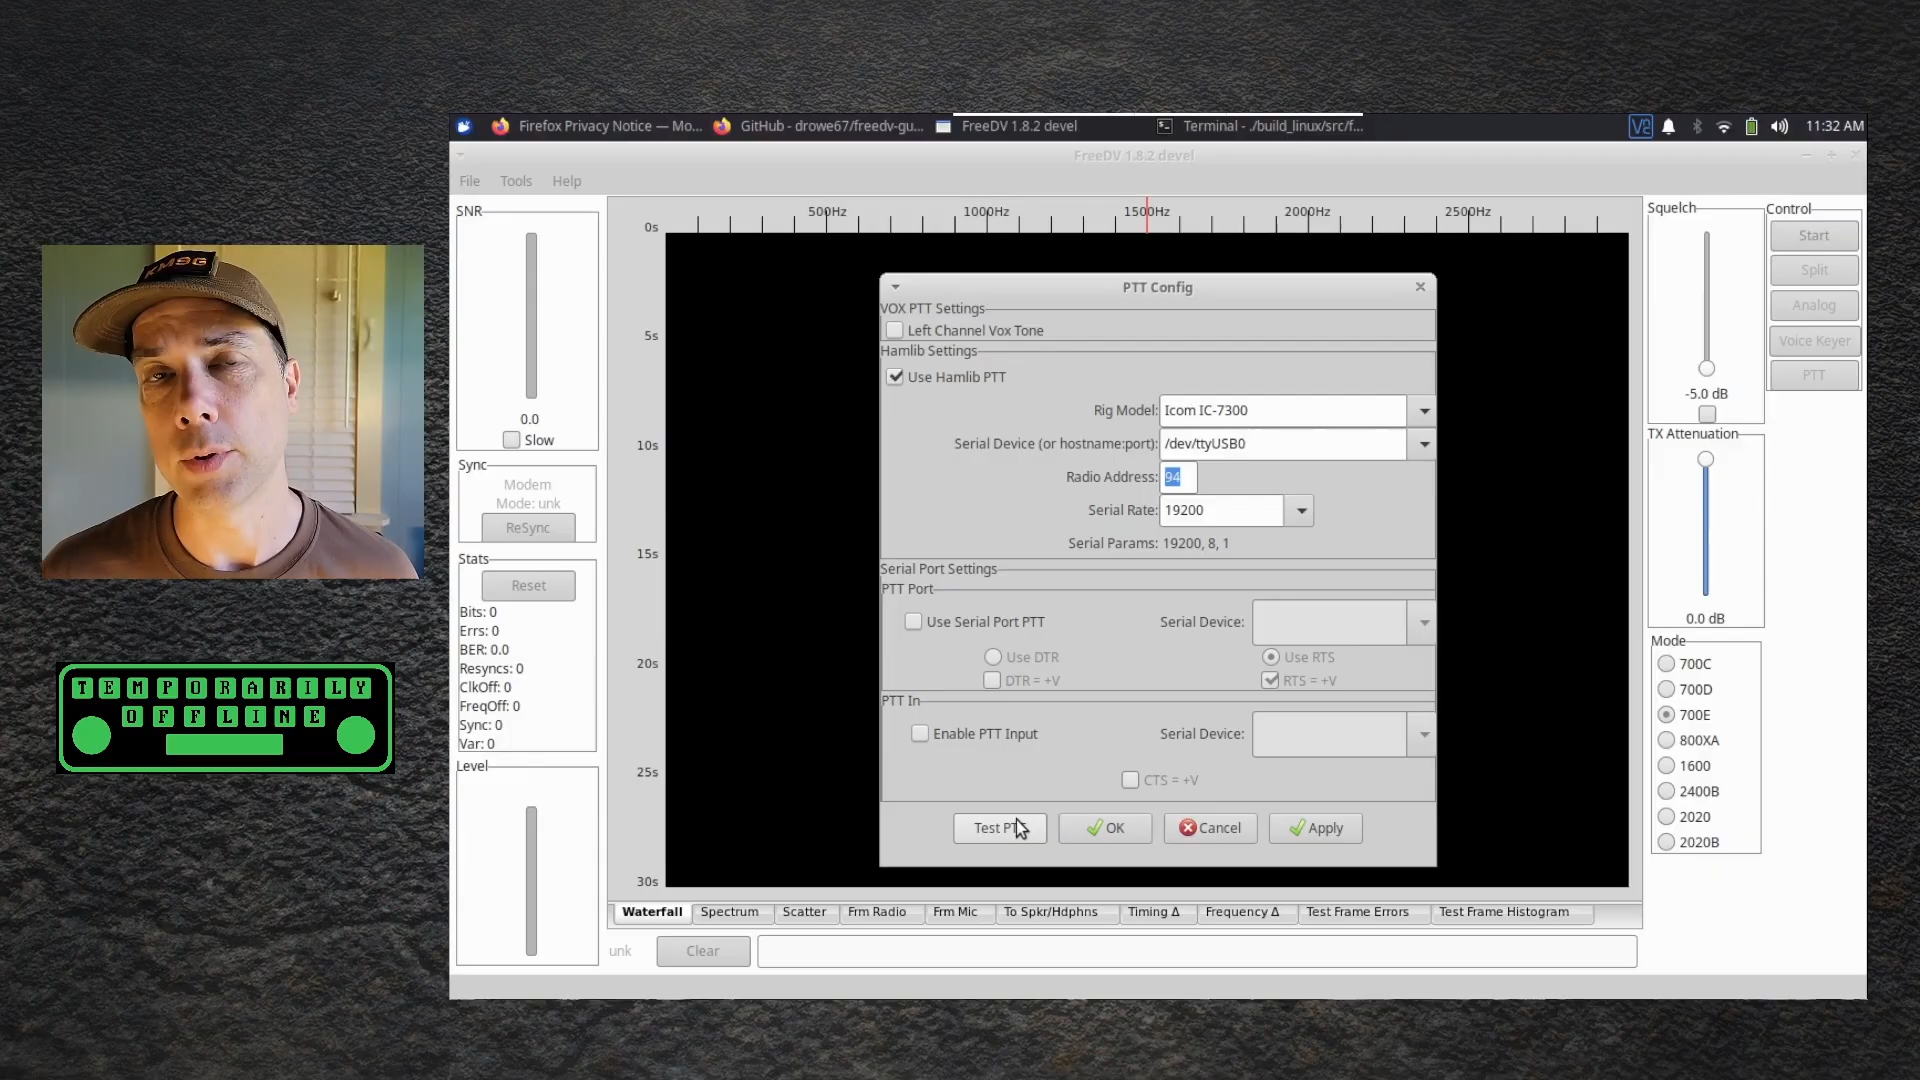 Firefox Privacy Notice — Mo...
GitHub - drowe67/freedv-gu...
FreeDV 1.8.2 devel
Terminal - ./build_linux/src/f...
11:32 AM
FreeDV 1.8.2 devel
File Tools Help
KM9G
TEMPORARILY
OFFLINE
SNR
0.0
Slow
Sync
Modem
Mode: unk
ReSync
Stats
Reset
Bits: 0
Errs: 0
BER: 0.0
Resyncs: 0
ClkOff: 0
FreqOff: 0
Sync: 0
Var: 0
Level
500Hz 1000Hz 1500Hz 2000Hz 2500Hz
0s
5s
10s
15s
20s
25s
30s
PTT Config
VOX PTT Settings
Left Channel Vox Tone
Hamlib Settings
Use Hamlib PTT
Rig Model: Icom IC-7300
Serial Device (or hostname:port): /dev/ttyUSB0
Radio Address: 94
Serial Rate: 19200
Serial Params: 19200, 8, 1
Serial Port Settings
PTT Port
Use Serial Port PTT Serial Device:
Use DTR Use RTS
DTR = +V RTS = +V
PTT In
Enable PTT Input Serial Device:
CTS = +V
Test PTT OK Cancel Apply
Waterfall Spectrum Scatter Frm Radio Frm Mic To Spkr/Hdphns Timing Δ Frequency Δ Test Frame Errors Test Frame Histogram
unk Clear
Squelch
-5.0 dB
TX Attenuation
0.0 dB
Mode
700C
700D
700E
800XA
1600
2400B
2020
2020B
Control
Start
Split
Analog
Voice Keyer
PTT